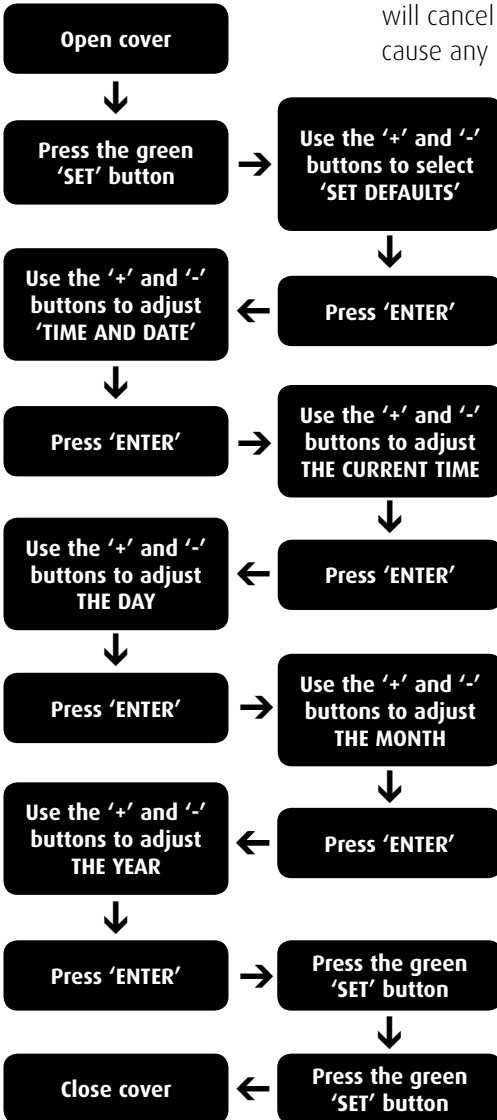 will cancel
cause any
Open cover
Press the green
‘SET’ button
Use the ‘+’ and ‘-’
buttons to select
‘SET DEFAULTS’
Press ‘ENTER’
Use the ‘+’ and ‘-’
buttons to adjust
‘TIME AND DATE’
Press ‘ENTER’
Use the ‘+’ and ‘-’
buttons to adjust
THE CURRENT TIME
Press ‘ENTER’
Use the ‘+’ and ‘-’
buttons to adjust
THE DAY
Press ‘ENTER’
Use the ‘+’ and ‘-’
buttons to adjust
THE MONTH
Press ‘ENTER’
Use the ‘+’ and ‘-’
buttons to adjust
THE YEAR
Press ‘ENTER’
Press the green
‘SET’ button
Press the green
‘SET’ button
Close cover